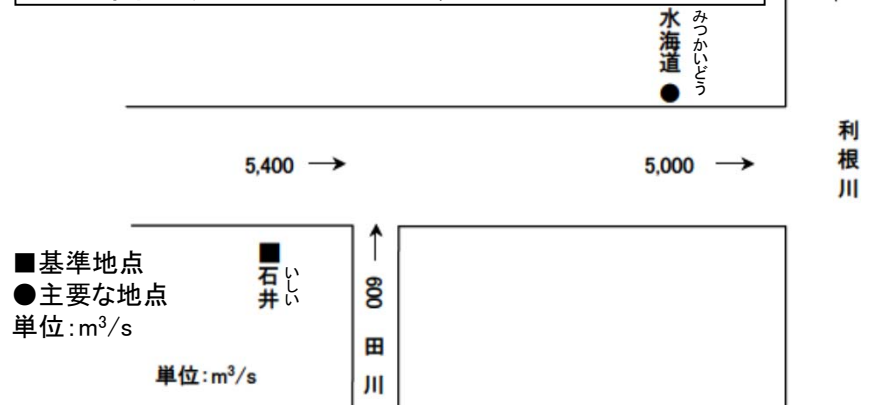 水海道
みつかいどう
●
利根川
5,400 →
5,000 →
■基準地点
●主要な地点
単位:m³/s
■
石井
いしい
600
田川
単位:m³/s